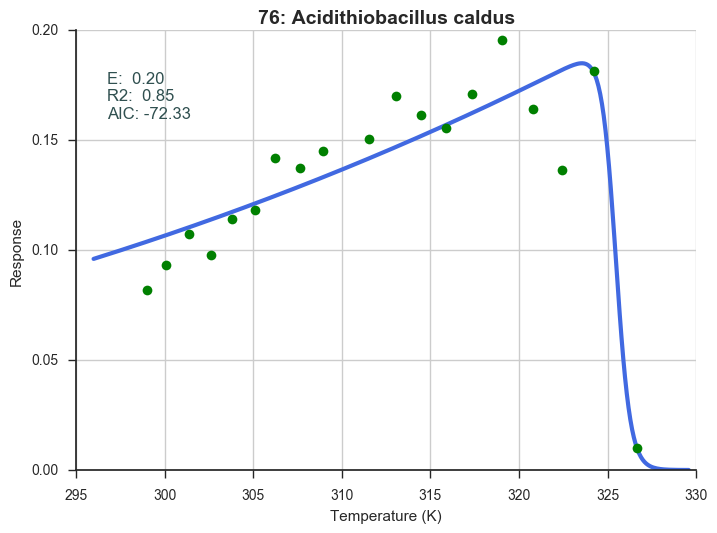 76: Acidithiobacillus caldus
E:  0.20
R2:  0.85
AIC: -72.33
Response
0.20
0.15
0.10
0.05
0.00
295 300 305 310 315 320 325 330
Temperature (K)